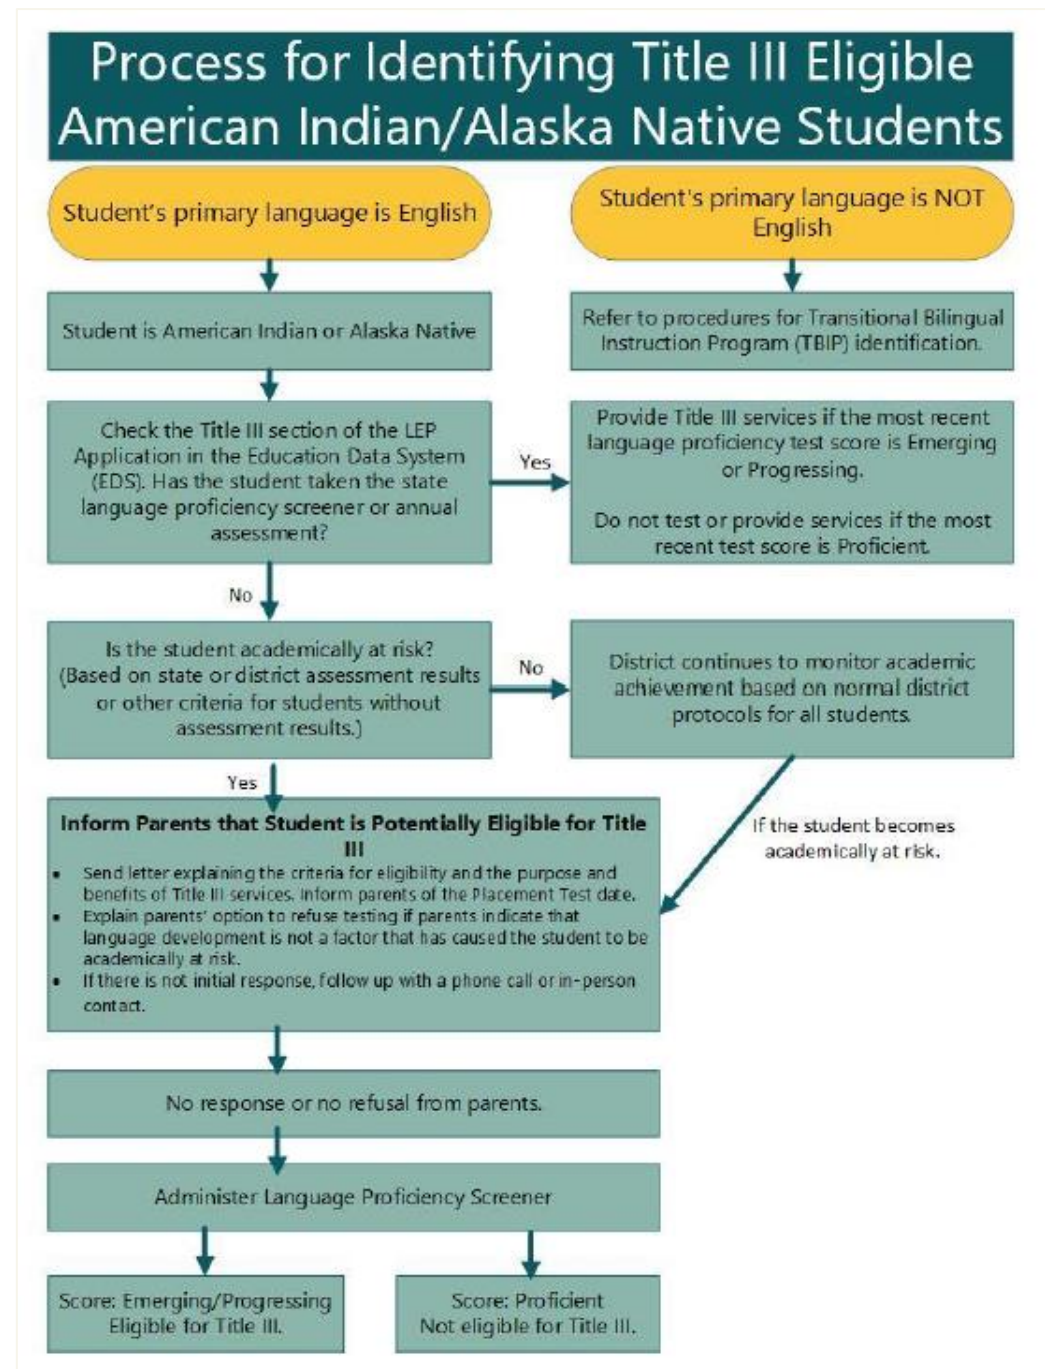 Process for Identifying Title III Eligible
American Indian/Alaska Native Students
Student's primary language is English
Student's primary language is NOT
English
Student is American Indian or Alaska Native
Refer to procedures for Transitional Bilingual
Instruction Program (TBIP) identification.
Check the Title III section of the LEP
Application in the Education Data System
(EDS). Has the student taken the state
language proficiency screener or annual
assessment?
Yes
Provide Title III services if the most recent
language proficiency test score is Emerging
or Progressing.
Do not test or provide services if the most
recent test score is Proficient.
No
Is the student academically at risk?
(Based on state or district assessment results
or other criteria for students without
assessment results.)
No
District continues to monitor academic
achievement based on normal district
protocols for all students.
Yes
If the student becomes
academically at risk.
Inform Parents that Student is Potentially Eligible for Title
III
• Send letter explaining the criteria for eligibility and the purpose and
benefits of Title III services. Inform parents of the Placement Test date.
• Explain parents' option to refuse testing if parents indicate that
language development is not a factor that has caused the student to be
academically at risk.
• If there is not initial response, follow up with a phone call or in-person
contact.
No response or no refusal from parents.
Administer Language Proficiency Screener
Score: Emerging/Progressing
Eligible for Title III.
Score: Proficient
Not eligible for Title III.